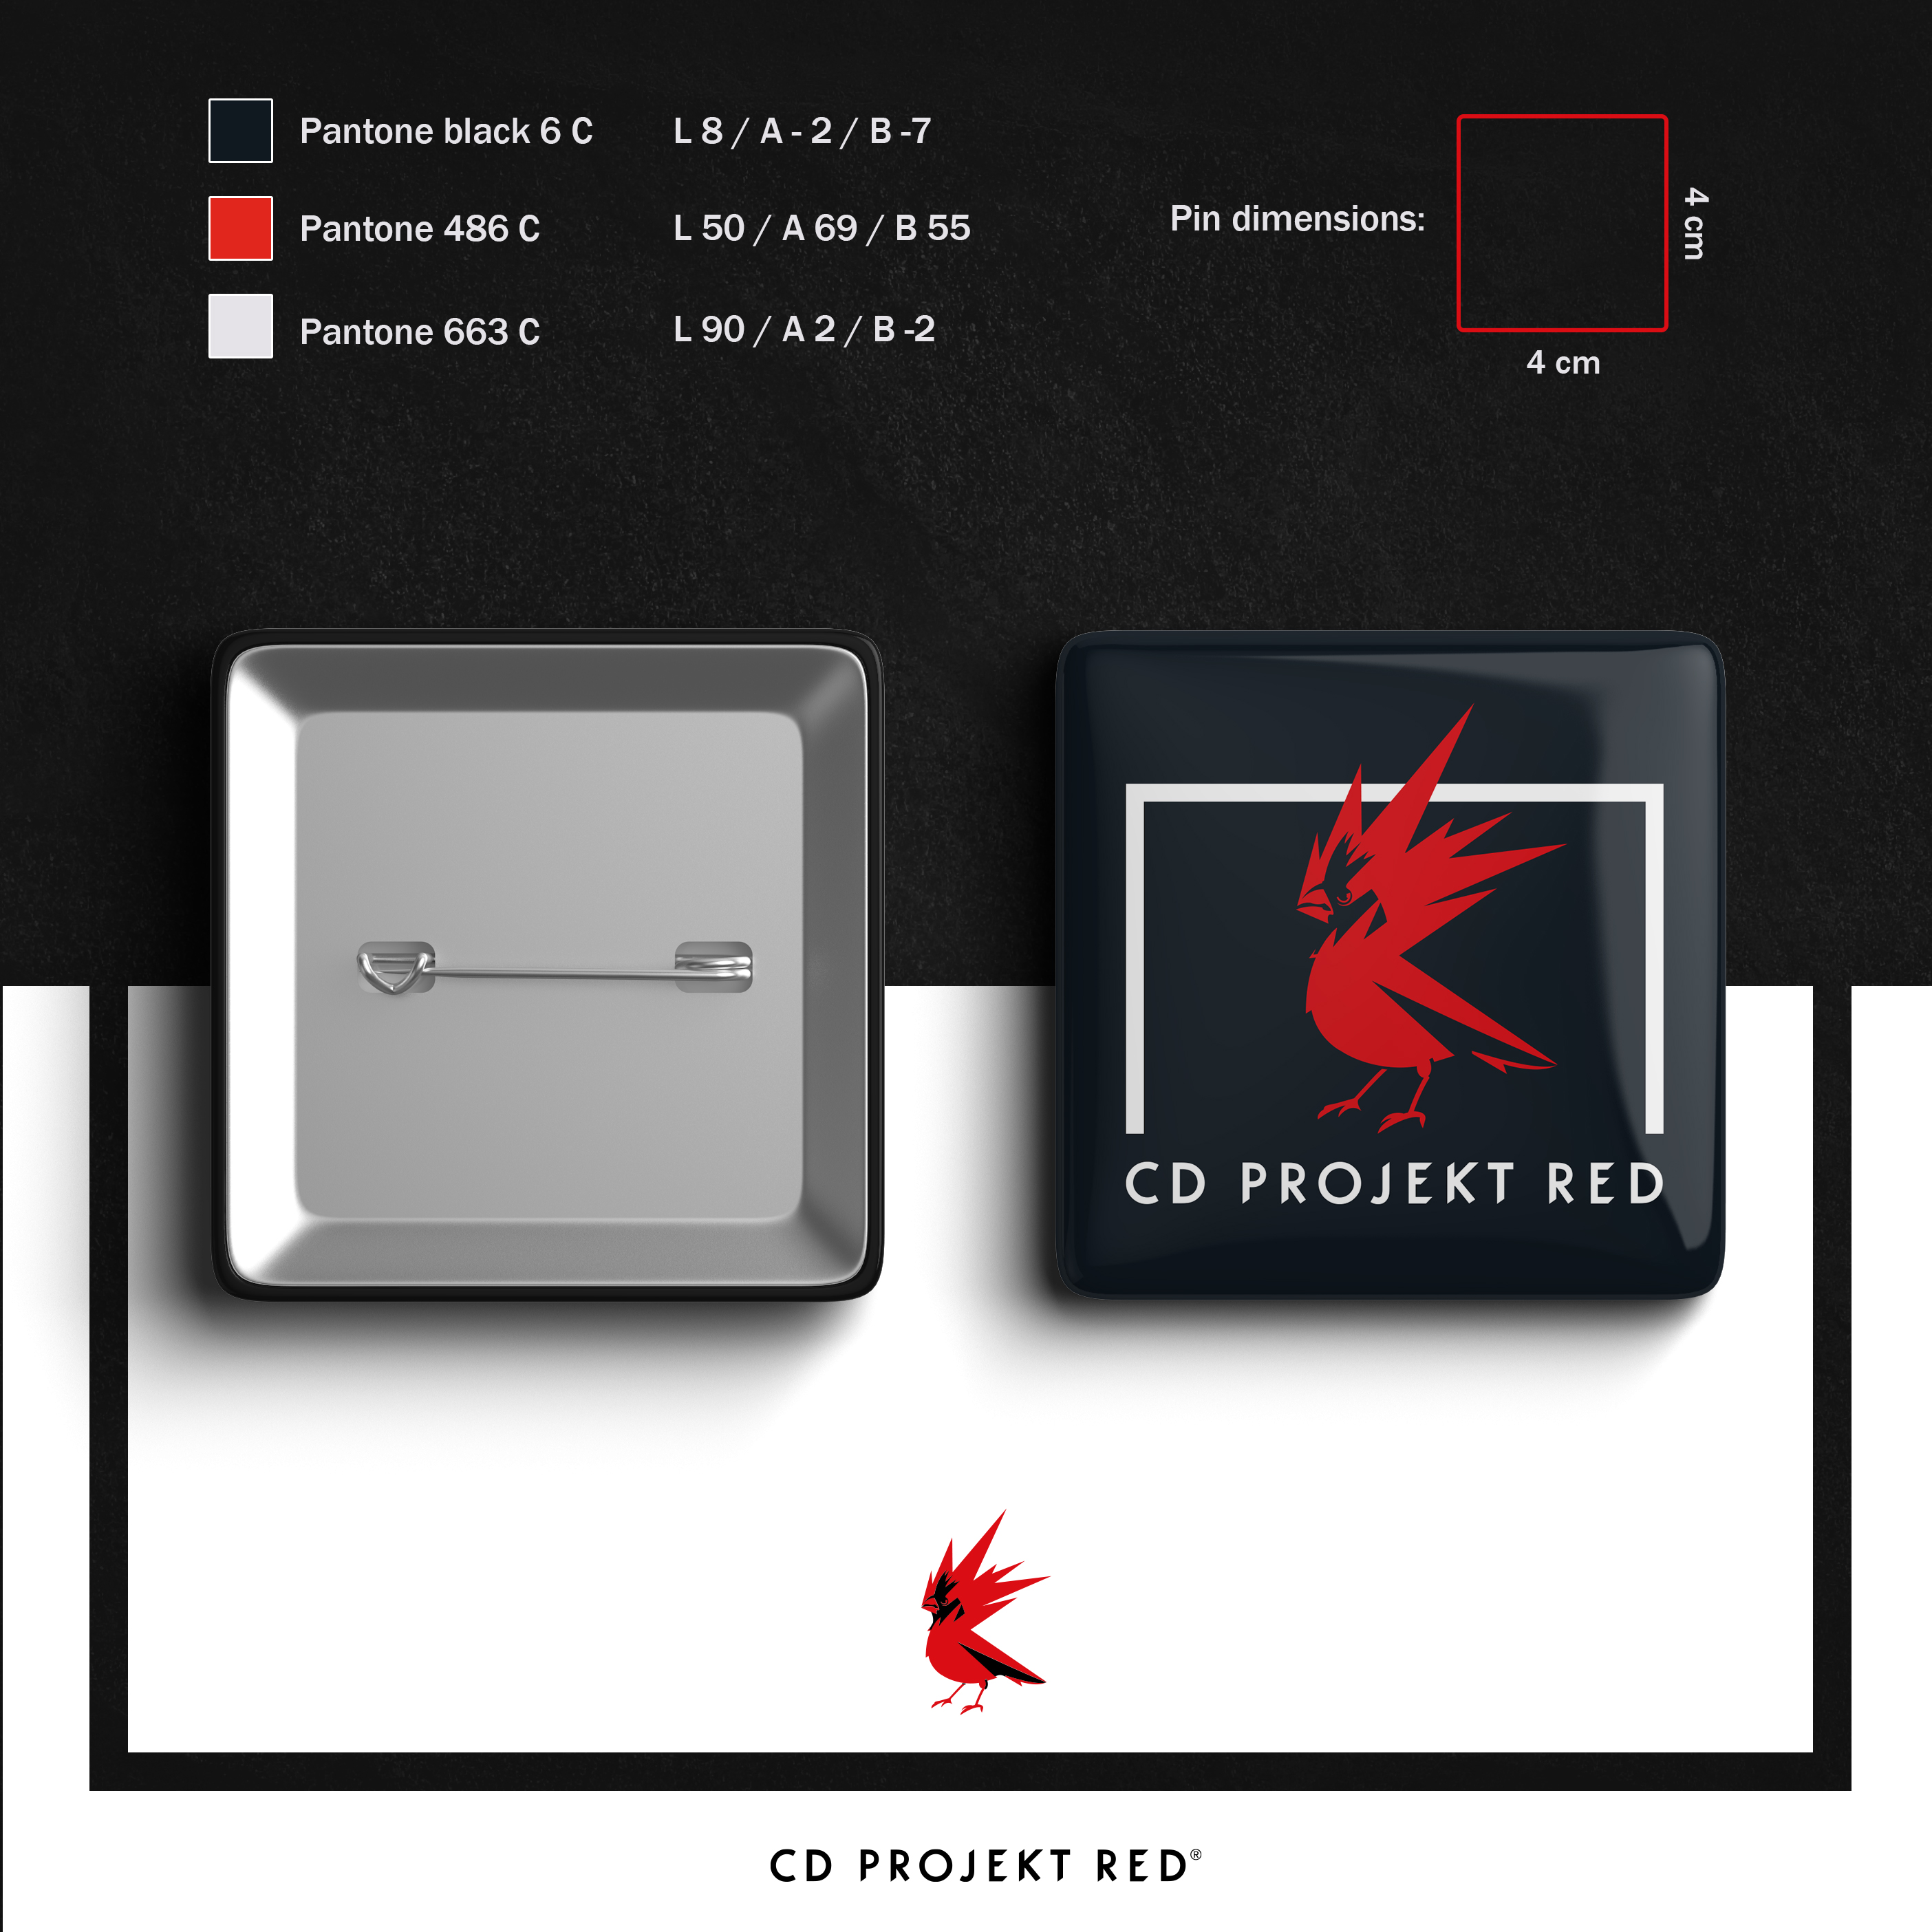 Pantone black 6 C L 8 / A - 2 / B -7
Pantone 486 C L 50 / A 69 / B 55
Pantone 663 C L 90 / A 2 / B -2
Pin dimensions:
4 cm
4 cm
CD PROJEKT RED
CD PROJEKT RED®